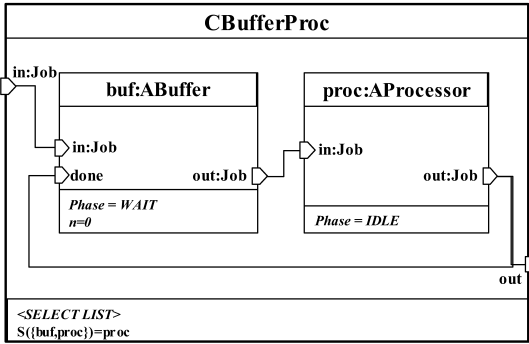 CBufferProc
in:Job
buf:ABuffer
in:Job
done
out:Job
Phase = WAIT
n=0
proc:AProcessor
in:Job
out:Job
Phase = IDLE
out
<SELECT LIST>
S({buf,proc})=proc